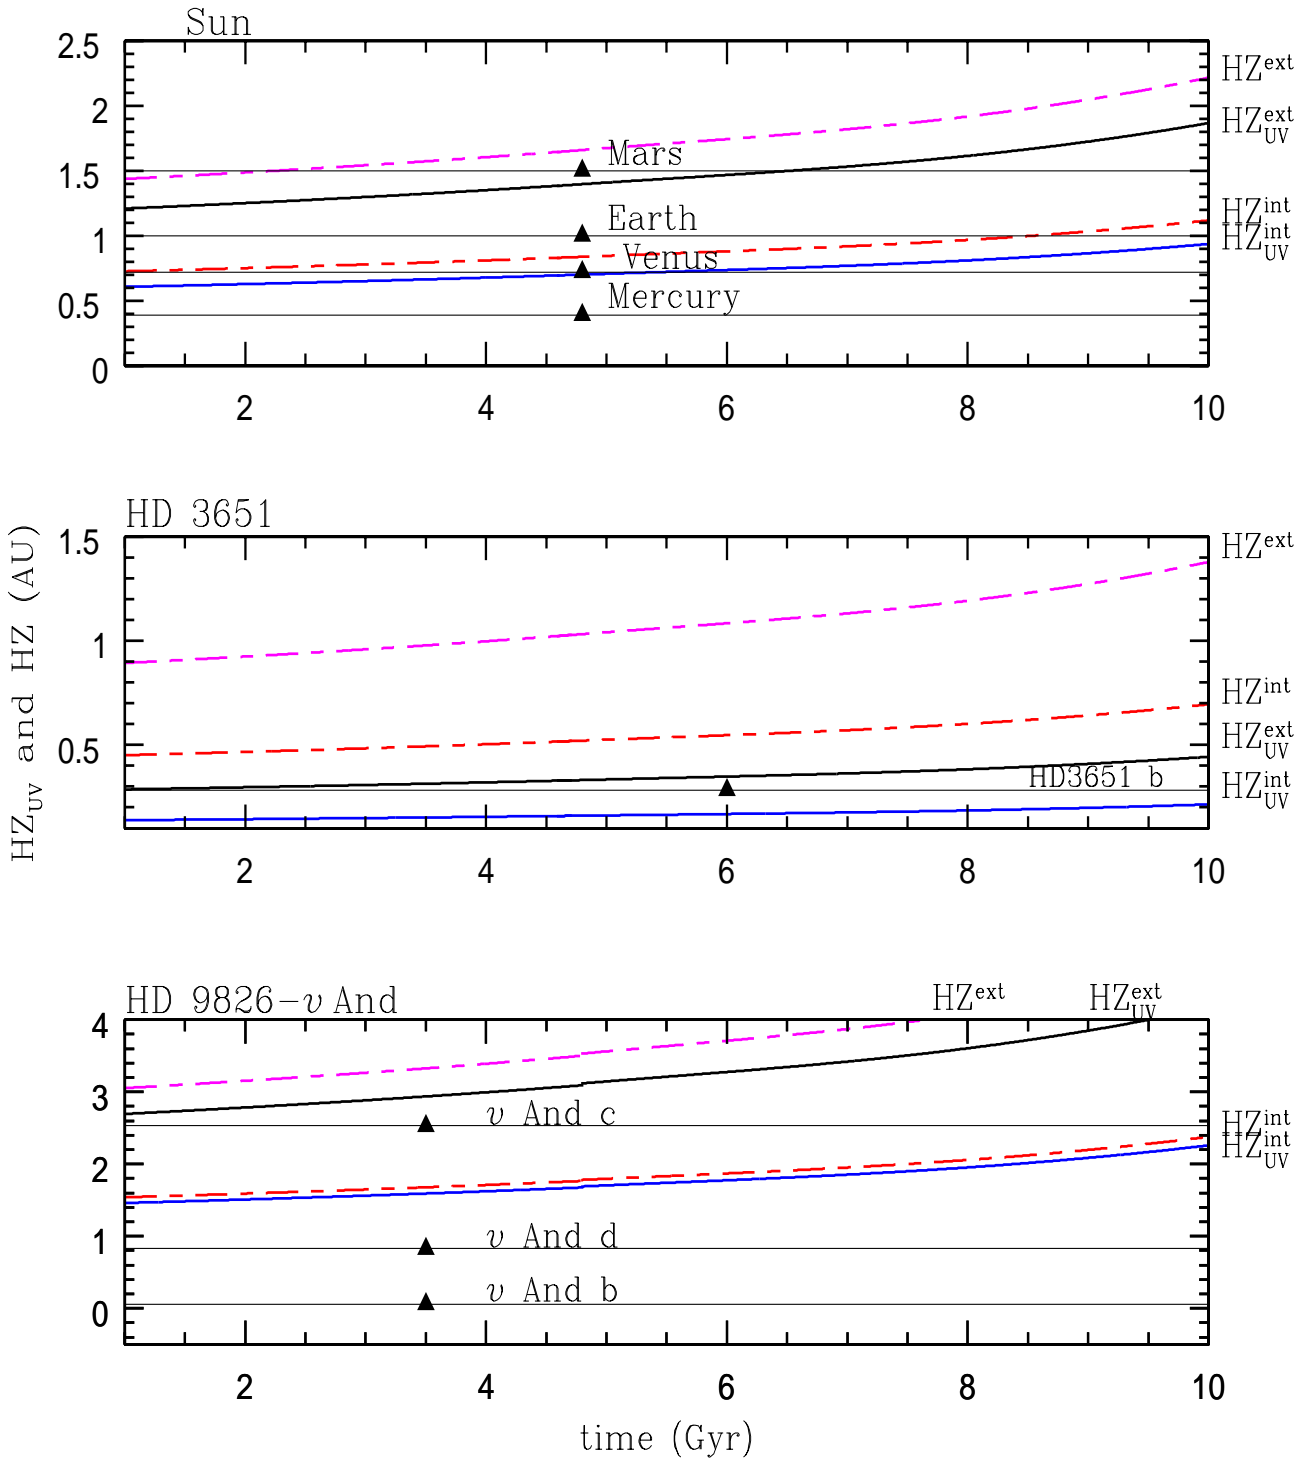 Sun
2.5
HZ^ext
2
HZ_UV^ext
Mars
1.5
Earth
HZ^int
1
HZ_UV^int
Venus
Mercury
0.5
0
2 4 6 8 10
HD 3651
1.5
HZ^ext
1
HZ^int
HZ_UV^ext
0.5
HD3651 b
HZ_UV^int
2 4 6 8 10
HZ_UV and HZ (AU)
HD 9826-υ And
HZ^ext HZ_UV^ext
4
3
υ And c
HZ^int
HZ_UV^int
2
υ And d
1
υ And b
0
2 4 6 8 10
time (Gyr)